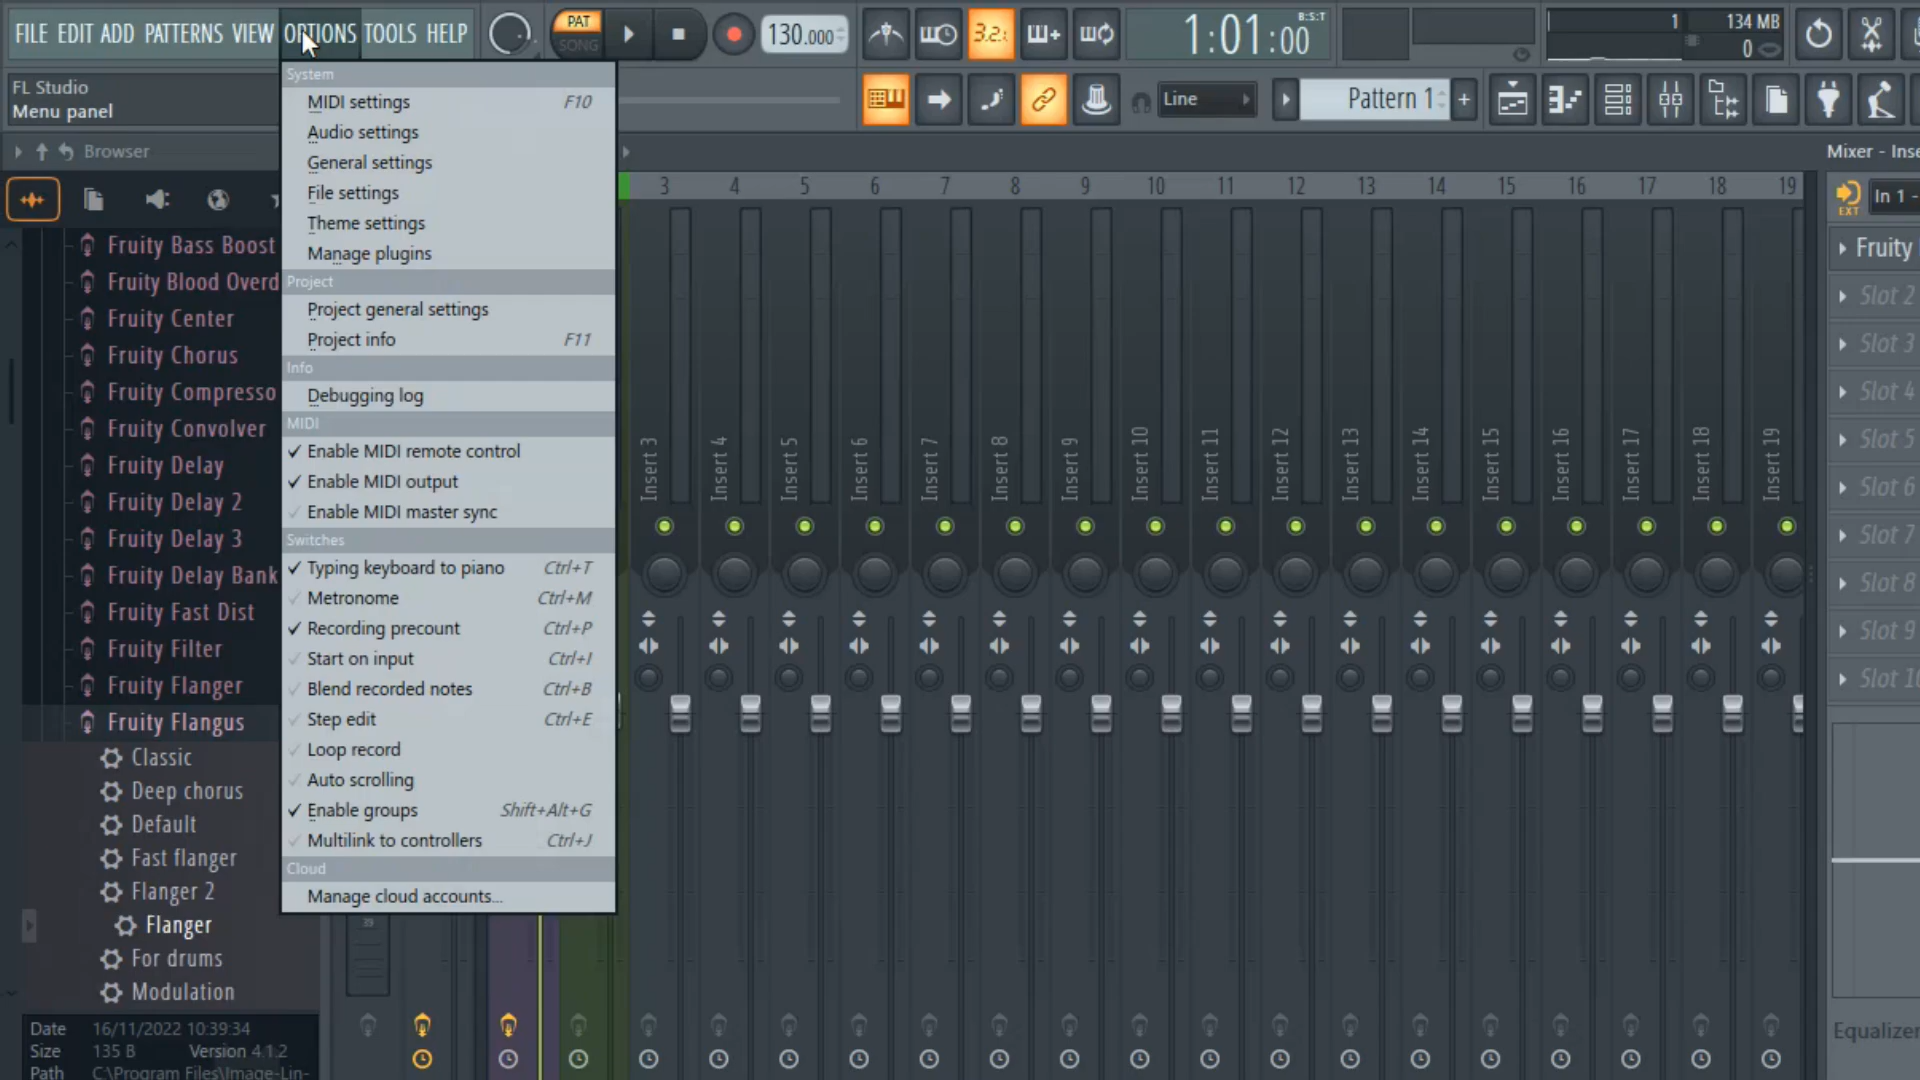 FILE EDIT ADD PATTERNS VIEW OPTIONS TOOLS HELP
PAT
SONG
130.000
3.2.
1:01:00
B:S:T
1
134 MB
0
FL Studio
Menu panel
Line
Pattern 1
Browser
Mixer - Inse
EXT
In 1 -
System
MIDI settings F10
Audio settings
General settings
File settings
Theme settings
Manage plugins
Project
Project general settings
Project info F11
Info
Debugging log
MIDI
Enable MIDI remote control
Enable MIDI output
Enable MIDI master sync
Switches
Typing keyboard to piano Ctrl+T
Metronome Ctrl+M
Recording precount Ctrl+P
Start on input Ctrl+I
Blend recorded notes Ctrl+B
Step edit Ctrl+E
Loop record
Auto scrolling
Enable groups Shift+Alt+G
Multilink to controllers Ctrl+J
Cloud
Manage cloud accounts...
Fruity Bass Boost
Fruity Blood Overd
Fruity Center
Fruity Chorus
Fruity Compresso
Fruity Convolver
Fruity Delay
Fruity Delay 2
Fruity Delay 3
Fruity Delay Bank
Fruity Fast Dist
Fruity Filter
Fruity Flanger
Fruity Flangus
Classic
Deep chorus
Default
Fast flanger
Flanger 2
Flanger
For drums
Modulation
Date 16/11/2022 10:39:34
Size 135 B Version 4.1.2
Path C:\Program Files\Image-Lin-
3 4 5 6 7 8 9 10 11 12 13 14 15 16 17 18 19
Insert 3
Insert 4
Insert 5
Insert 6
Insert 7
Insert 8
Insert 9
Insert 10
Insert 11
Insert 12
Insert 13
Insert 14
Insert 15
Insert 16
Insert 17
Insert 18
Insert 19
39
Fruity
Slot 2
Slot 3
Slot 4
Slot 5
Slot 6
Slot 7
Slot 8
Slot 9
Slot 10
Equalizer